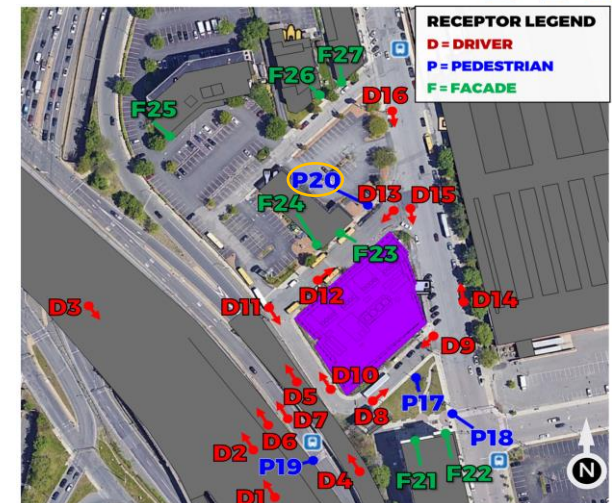 RECEPTOR LEGEND
D = DRIVER
P = PEDESTRIAN
F = FACADE
F27
F26
D16
F25
P20
D13
D15
F24
F23
D12
D3
D11
D14
D9
D5
D10
D7
D8
P17
D6
D2
P18
P19
D4
F21
F22
D1
N